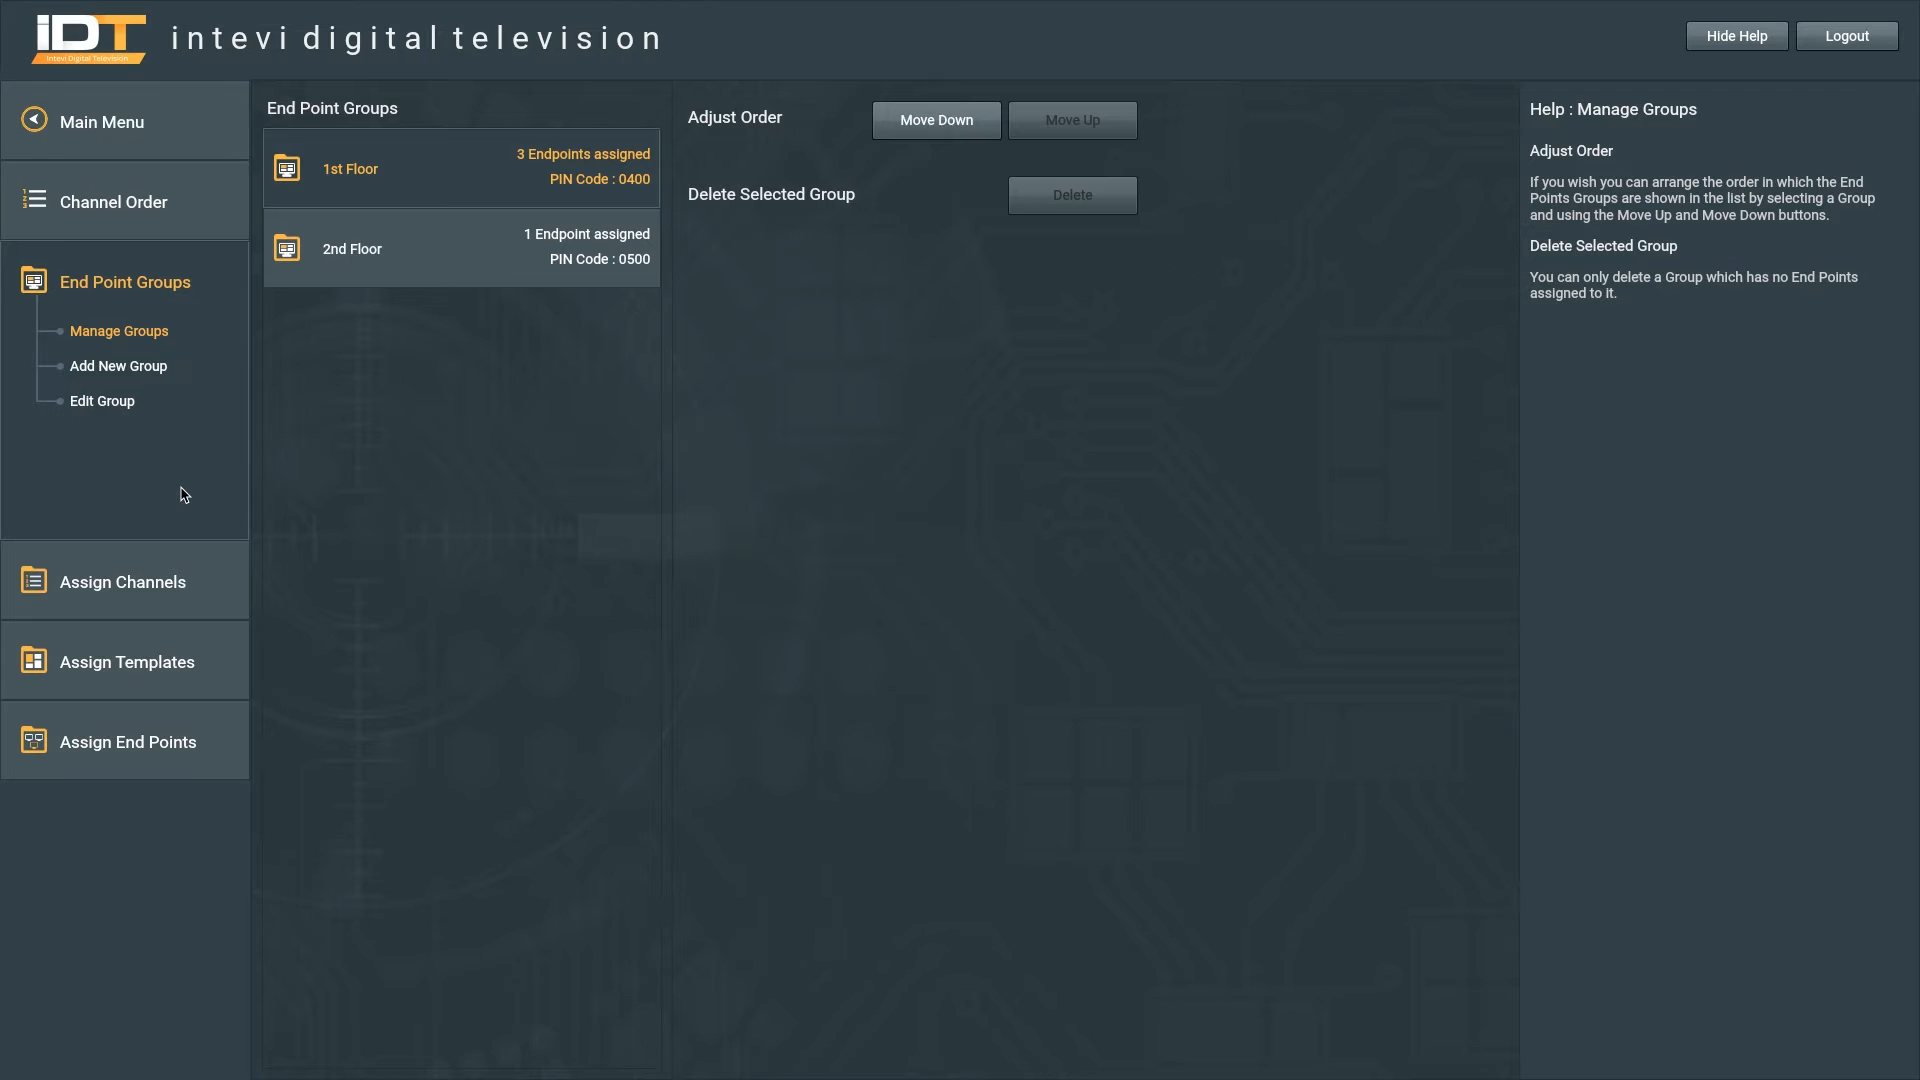 iDT
Intevi Digital Television
intevi digital television
Hide Help
Logout
Main Menu
Channel Order
End Point Groups
Manage Groups
Add New Group
Edit Group
Assign Channels
Assign Templates
Assign End Points
End Point Groups
1st Floor
3 Endpoints assigned
PIN Code : 0400
2nd Floor
1 Endpoint assigned
PIN Code : 0500
Adjust Order
Move Down
Move Up
Delete Selected Group
Delete
Help : Manage Groups
Adjust Order
If you wish you can arrange the order in which the End
Points Groups are shown in the list by selecting a Group
and using the Move Up and Move Down buttons.
Delete Selected Group
You can only delete a Group which has no End Points
assigned to it.